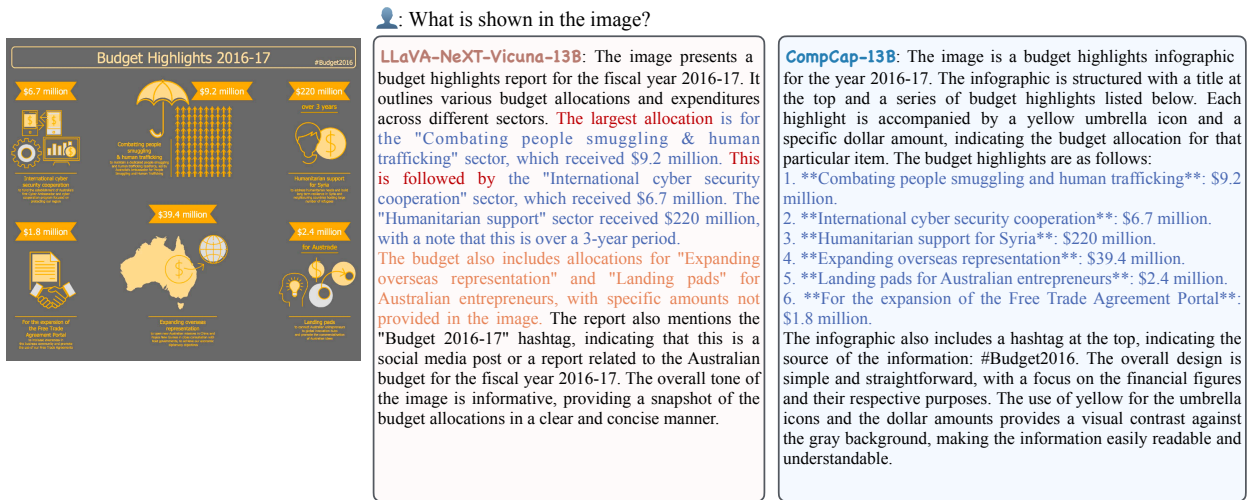 👤: What is shown in the image?
Budget Highlights 2016-17
#Budget2016
$6.7 million
$9.2 million
$220 million
over 3 years
Combating people
smuggling
& human trafficking
International cyber
security cooperation
Humanitarian support
for Syria
$39.4 million
$1.8 million
$2.4 million
for Austrade
For the expansion of
the Free Trade
Agreement Portal
Expanding overseas
representation
Landing pads
LLaVA-NeXT-Vicuna-13B: The image presents a
budget highlights report for the fiscal year 2016-17. It
outlines various budget allocations and expenditures
across different sectors. The largest allocation is for
the "Combating people smuggling & human
trafficking" sector, which received $9.2 million. This
is followed by the "International cyber security
cooperation" sector, which received $6.7 million. The
"Humanitarian support" sector received $220 million,
with a note that this is over a 3-year period.
The budget also includes allocations for "Expanding
overseas representation" and "Landing pads" for
Australian entrepreneurs, with specific amounts not
provided in the image. The report also mentions the
"Budget 2016-17" hashtag, indicating that this is a
social media post or a report related to the Australian
budget for the fiscal year 2016-17. The overall tone of
the image is informative, providing a snapshot of the
budget allocations in a clear and concise manner.
CompCap-13B: The image is a budget highlights infographic
for the year 2016-17. The infographic is structured with a title at
the top and a series of budget highlights listed below. Each
highlight is accompanied by a yellow umbrella icon and a
specific dollar amount, indicating the budget allocation for that
particular item. The budget highlights are as follows:
1. **Combating people smuggling and human trafficking**: $9.2
million.
2. **International cyber security cooperation**: $6.7 million.
3. **Humanitarian support for Syria**: $220 million.
4. **Expanding overseas representation**: $39.4 million.
5. **Landing pads for Australian entrepreneurs**: $2.4 million.
6. **For the expansion of the Free Trade Agreement Portal**:
$1.8 million.
The infographic also includes a hashtag at the top, indicating the
source of the information: #Budget2016. The overall design is
simple and straightforward, with a focus on the financial figures
and their respective purposes. The use of yellow for the umbrella
icons and the dollar amounts provides a visual contrast against
the gray background, making the information easily readable and
understandable.